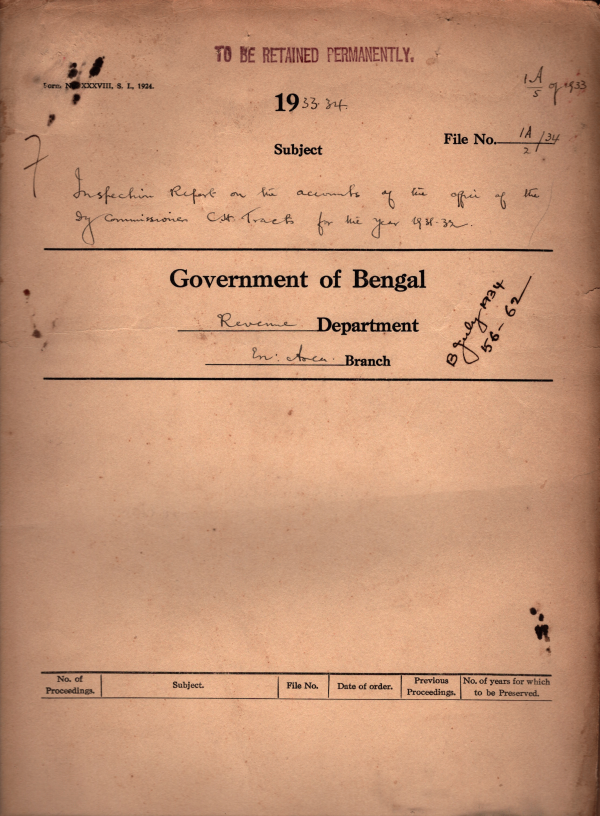 TO BE RETAINED PERMANENTLY.
Form No. XXXVIII, S. I., 1924.
1A/5 of 1933
1933-34.
File No. 1A/2/34
Subject
7
Inspection Report on the accounts of the office of the
Dy Commissioner C.H. Tracts for the year 1931-32.
Government of Bengal
Revenue Department
Branch
B July 1934
56-62
No. of Proceedings. Subject. File No. Date of order. Previous Proceedings. No. of years for which to be Preserved.